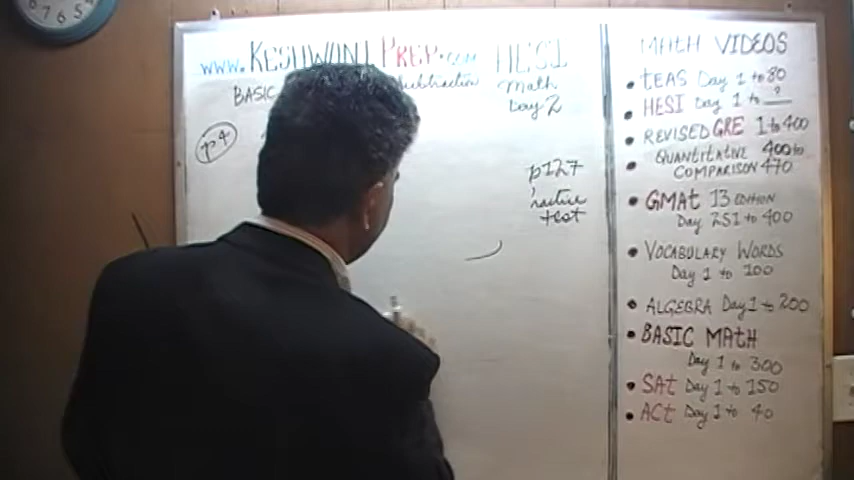 www. KESHWANI PREP.com HESI
BASIC Subtraction Math
Day 2
p4
p127
practice
test
MATH VIDEOS
• TEAS Day 1 to 80
• HESI Day 1 to ?
• REVISED GRE 1 to 400
• QUANTITATIVE 400 to
COMPARISON 470
• GMAT 13 EDITION
Day 251 to 400
• VOCABULARY WORDS
Day 1 to 100
• ALGEBRA Day 1 to 200
• BASIC MATH
Day 1 to 300
• SAT Day 1 to 150
• ACT Day 1 to 40